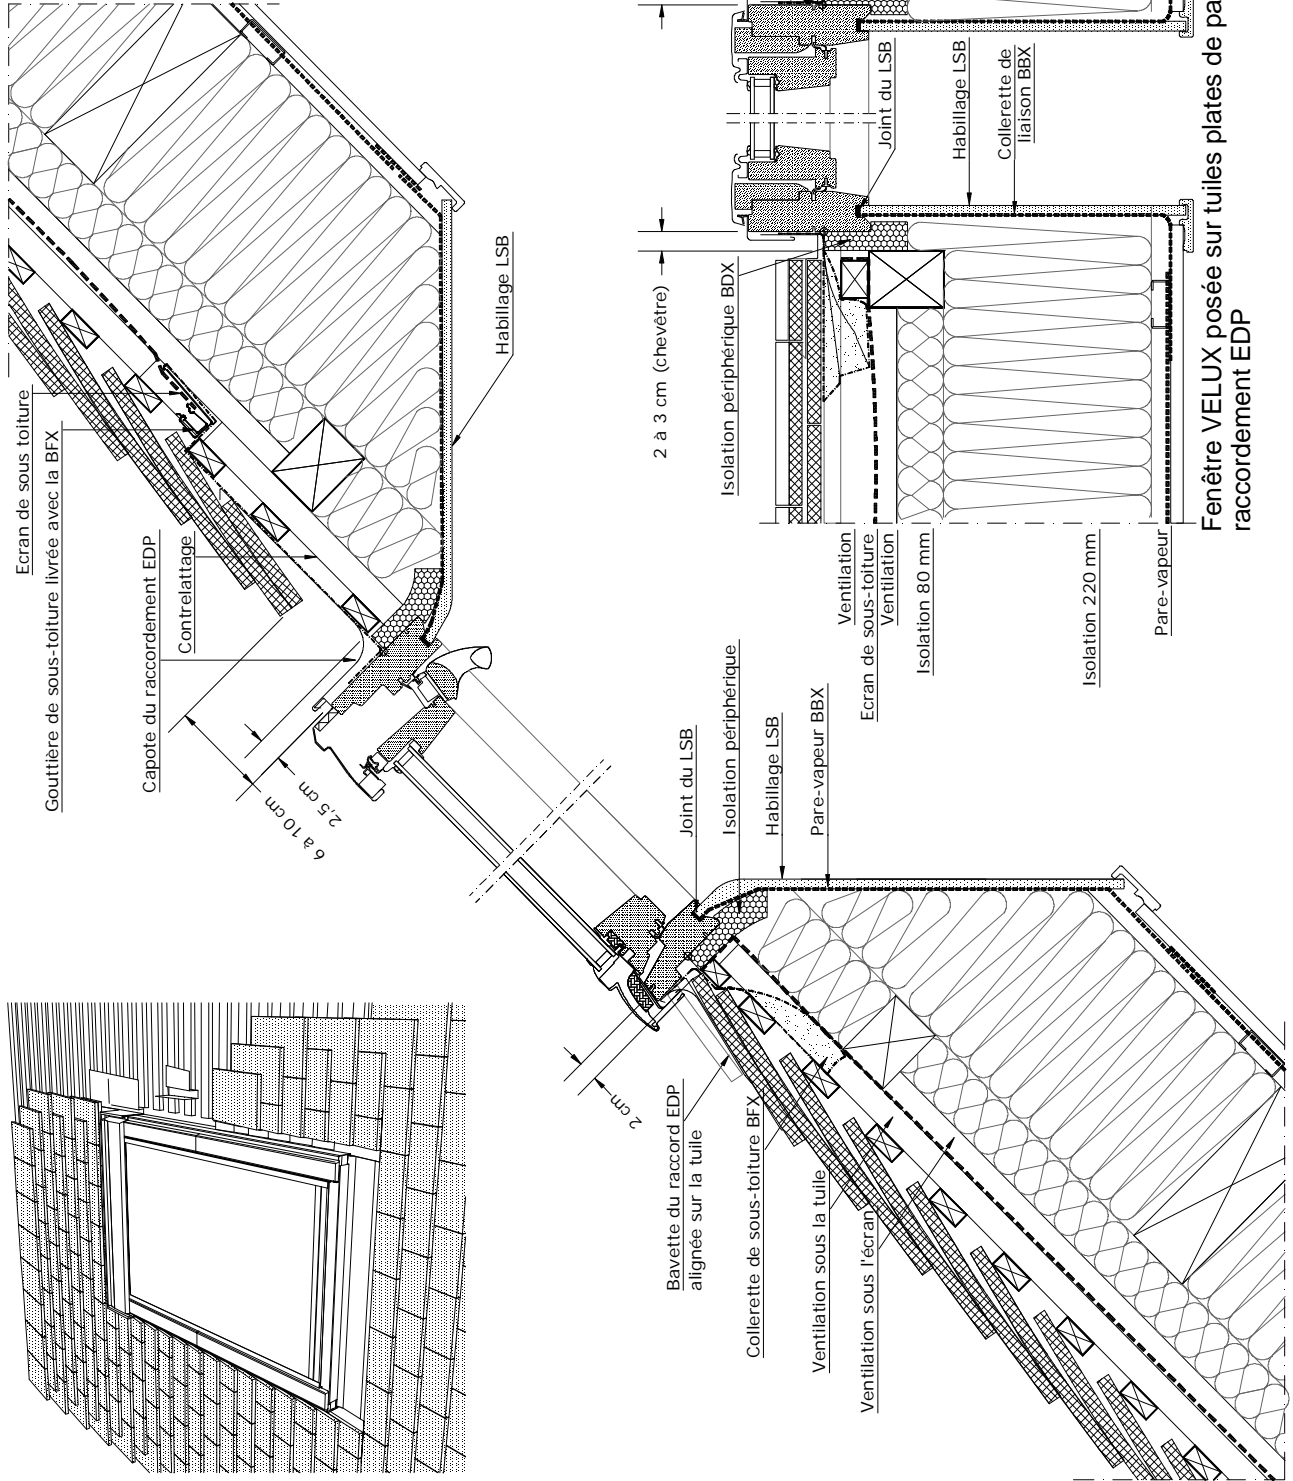 Ecran de sous toiture
Gouttière de sous-toiture livrée avec la BFX
Capote du raccordement EDP
Contrelattage
Habillage LSB
6 à 10 cm
2,5 cm
Joint du LSB
Isolation périphérique
Habillage LSB
Pare-vapeur BBX
2 cm
Bavette du raccord EDP
alignée sur la tuile
Collerette de sous-toiture BFX
Ventilation sous la tuile
Ventilation sous l'écran
Joint du LSB
Habillage LSB
Collerette de
liaison BBX
2 à 3 cm (chevêtre)
Isolation périphérique BDX
Ventilation
Ecran de sous-toiture
Ventilation
Isolation 80 mm
Isolation 220 mm
Pare-vapeur
Fenêtre VELUX posée sur tuiles plates de pa
raccordement EDP